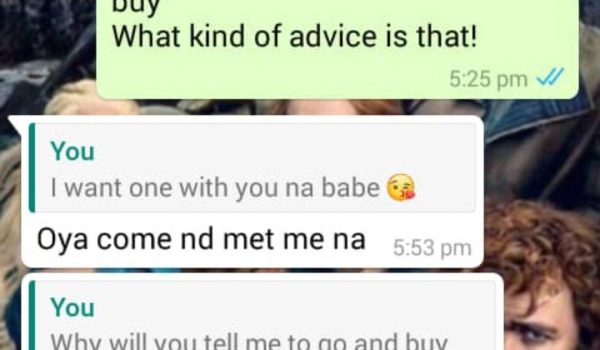 buy
What kind of advice is that!
5:25 pm
You
I want one with you na babe 😘
Oya come nd met me na
5:53 pm
You
Why will you tell me to go and buy